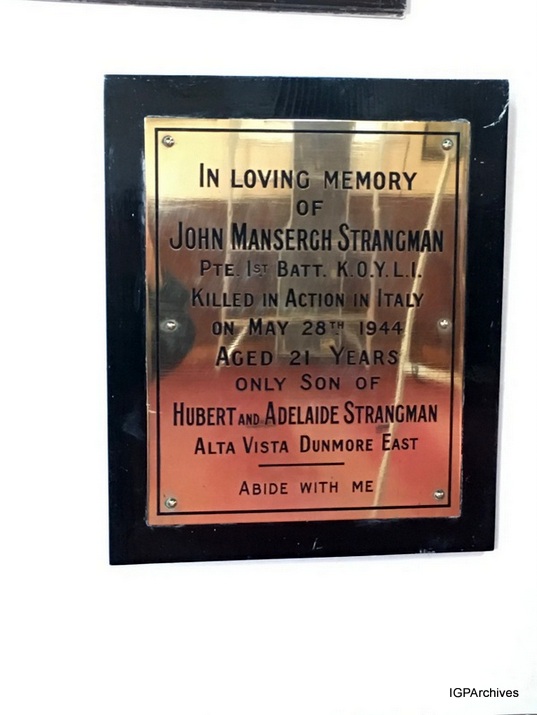 IN LOVING MEMORY
OF
JOHN MANSERGH STRANGMAN
PTE. 1ST BATT. K.O.Y.L.I.
KILLED IN ACTION IN ITALY
ON MAY 28TH 1944
AGED 21 YEARS
ONLY SON OF
HUBERT AND ADELAIDE STRANGMAN
ALTA VISTA DUNMORE EAST
ABIDE WITH ME
IGPArchives